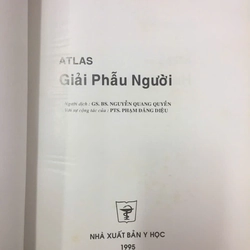 ATLAS
Giải Phẫu Người
Người dịch : GS. BS. NGUYỄN QUANG QUYỀN
Với sự cộng tác của : PTS. PHẠM ĐĂNG DIỆU
NHÀ XUẤT BẢN Y HỌC
1995